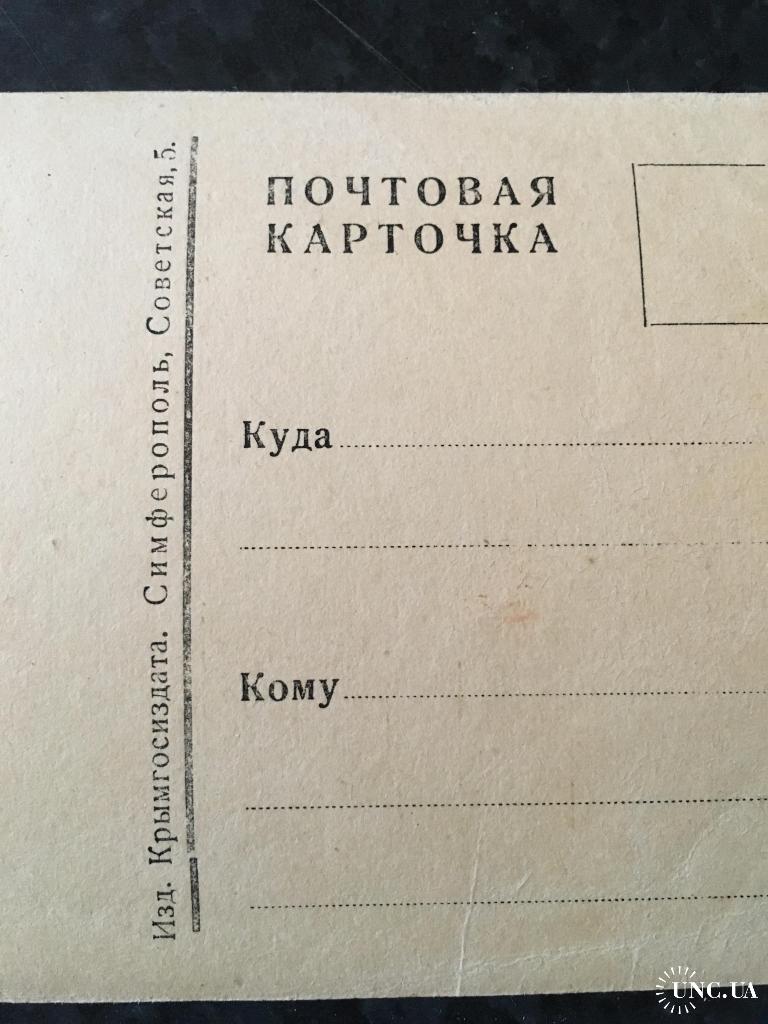 ПОЧТОВАЯ
КАРТОЧКА
Куда
Кому
Изд. Крымгосиздата. Симферополь, Советская, 5.
UNC.UA